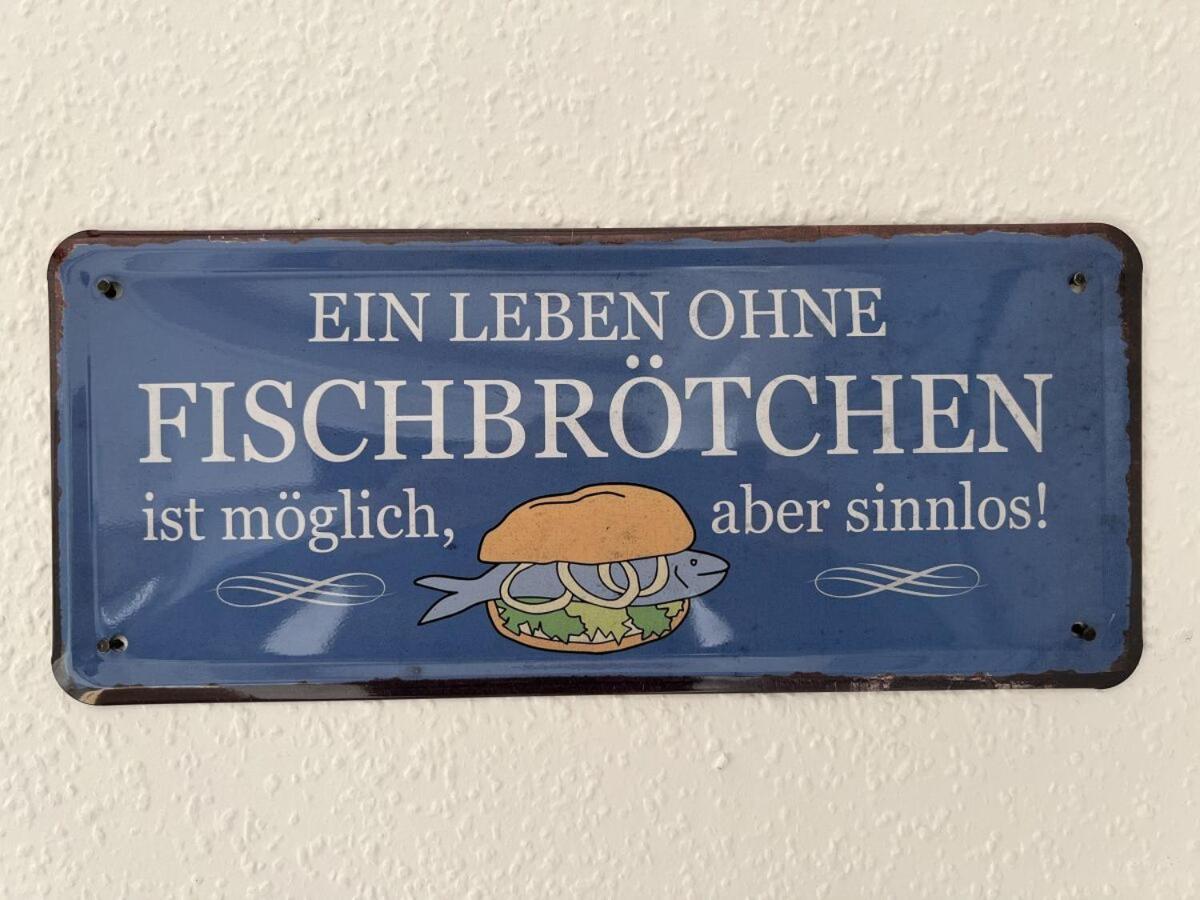 EIN LEBEN OHNE
FISCHBRÖTCHEN
ist möglich, aber sinnlos!